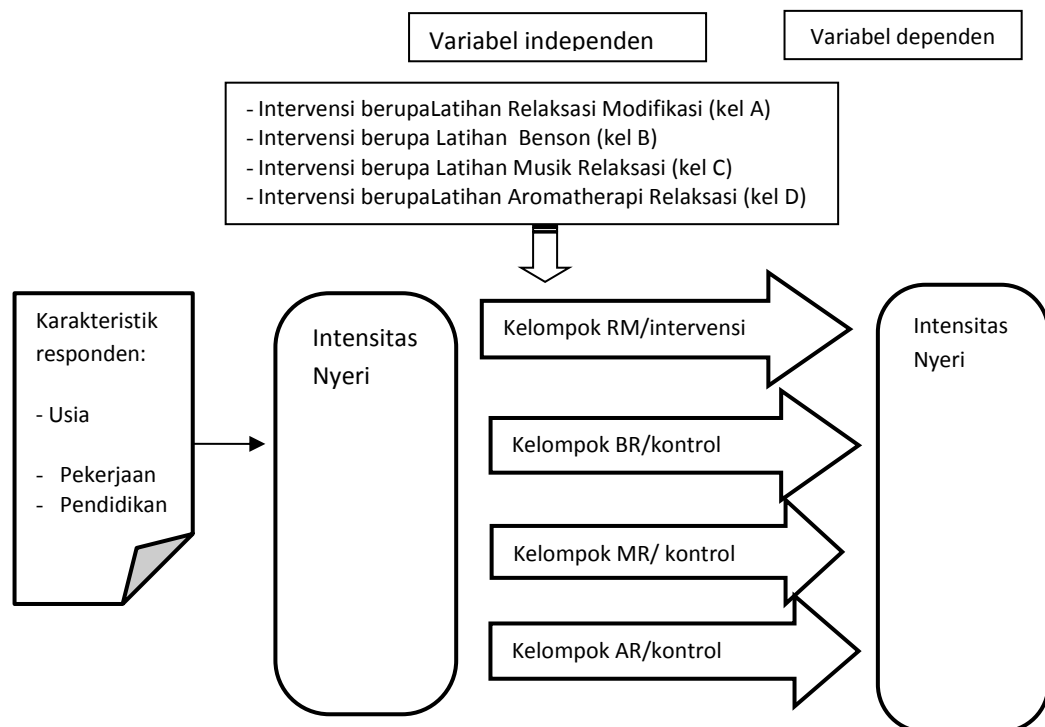 Variabel independen
Variabel dependen
- Intervensi berupaLatihan Relaksasi Modifikasi (kel A)
- Intervensi berupa Latihan Benson (kel B)
- Intervensi berupa Latihan Musik Relaksasi (kel C)
- Intervensi berupaLatihan Aromatherapi Relaksasi (kel D)
Karakteristik
responden:
- Usia
- Pekerjaan
- Pendidikan
Intensitas
Nyeri
Kelompok RM/intervensi
Kelompok BR/kontrol
Kelompok MR/ kontrol
Kelompok AR/kontrol
Intensitas
Nyeri